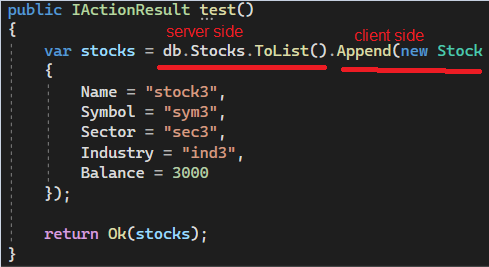 public IActionResult test()
server side client side
{
var stocks = db.Stocks.ToList().Append(new Stock
{
Name = "stock3",
Symbol = "sym3",
Sector = "sec3",
Industry = "ind3",
Balance = 3000
});
return Ok(stocks);
}